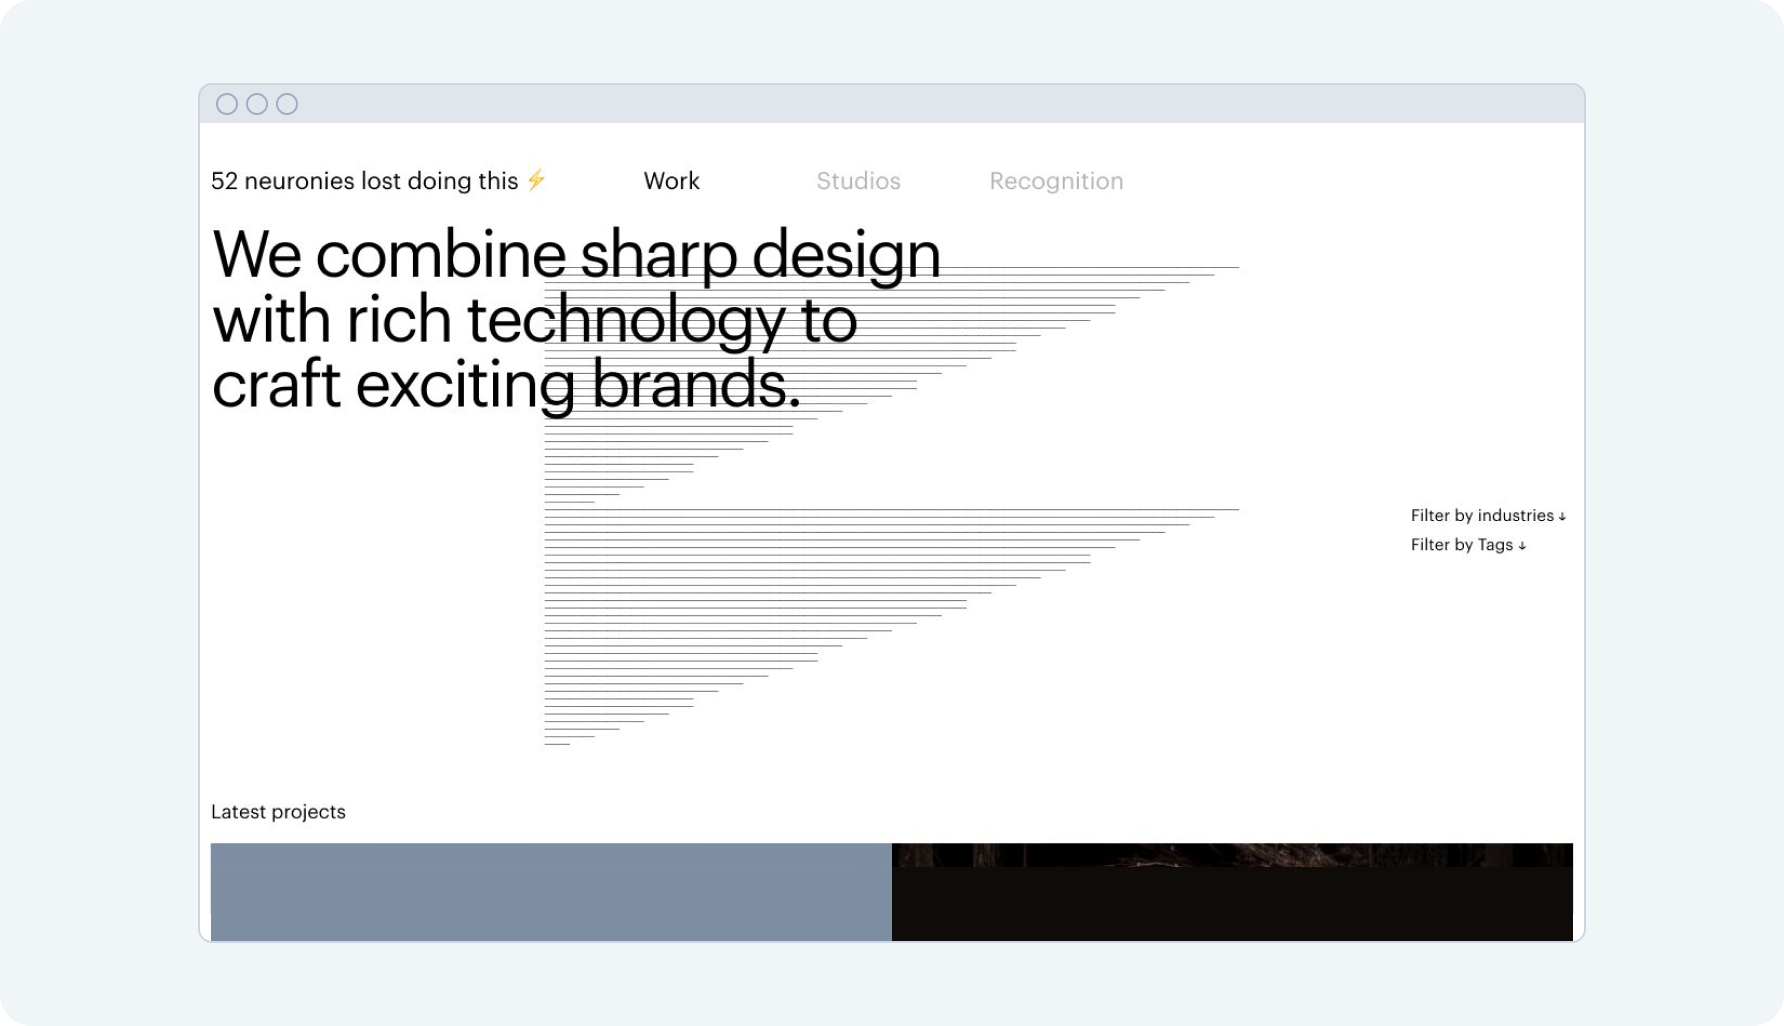 52 neuronies lost doing this ⚡
Work
Studios
Recognition
We combine sharp design
with rich technology to
craft exciting brands.
Filter by industries ↓
Filter by Tags ↓
Latest projects